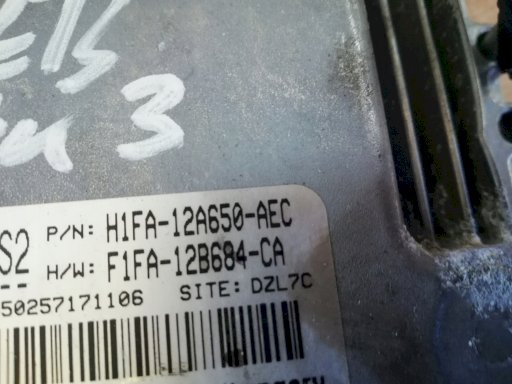 3
S2 P/N: H1FA-12A650-AEC
H/W: F1FA-12B684-CA
50257171106 SITE: DZL7C